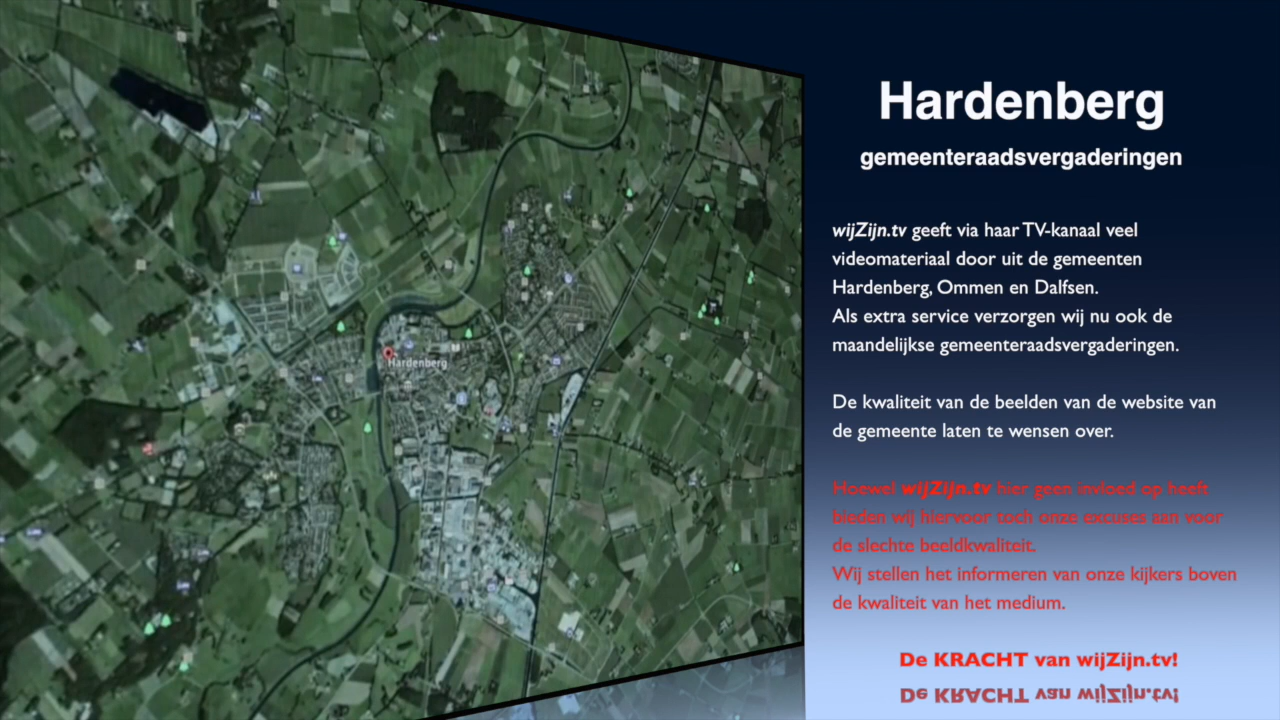 Hardenberg
gemeenteraadsvergaderingen
wijZijn.tv geeft via haar TV-kanaal veel
videomateriaal door uit de gemeenten
Hardenberg, Ommen en Dalfsen.
Als extra service verzorgen wij nu ook de
maandelijkse gemeenteraadsvergaderingen.
De kwaliteit van de beelden van de website van
de gemeente laten te wensen over.
Hoewel wijZijn.tv hier geen invloed op heeft
bieden wij hiervoor toch onze excuses aan voor
de slechte beeldkwaliteit.
Wij stellen het informeren van onze kijkers boven
de kwaliteit van het medium.
De KRACHT van wijZijn.tv!
Hardenberg